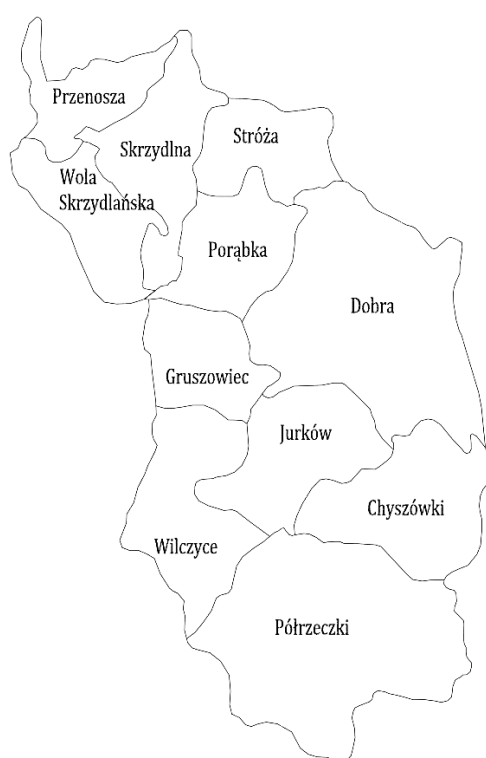 Przenosza
Skrzydlna
Stróża
Wola
Skrzydlańska
Porąbka
Dobra
Gruszowiec
Jurków
Chyszówki
Wilczyce
Półrzeczki